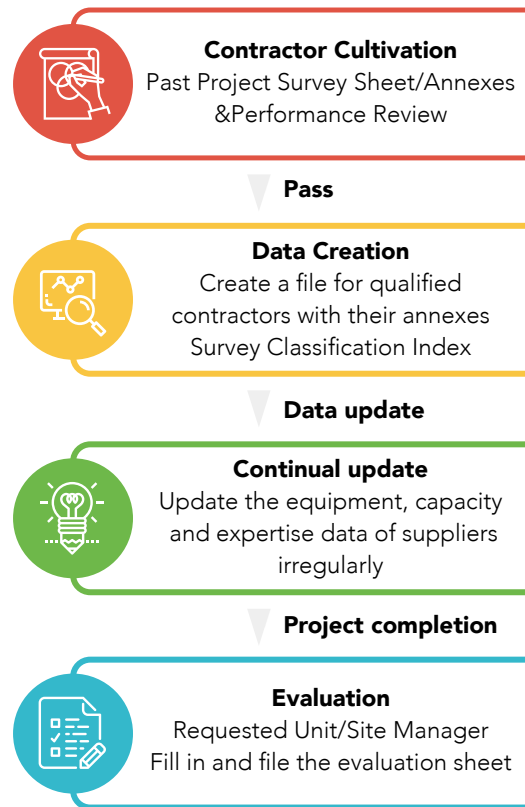 Contractor Cultivation
Past Project Survey Sheet/Annexes
&Performance Review
Pass
Data Creation
Create a file for qualified
contractors with their annexes
Survey Classification Index
Data update
Continual update
Update the equipment, capacity
and expertise data of suppliers
irregularly
Project completion
Evaluation
Requested Unit/Site Manager
Fill in and file the evaluation sheet